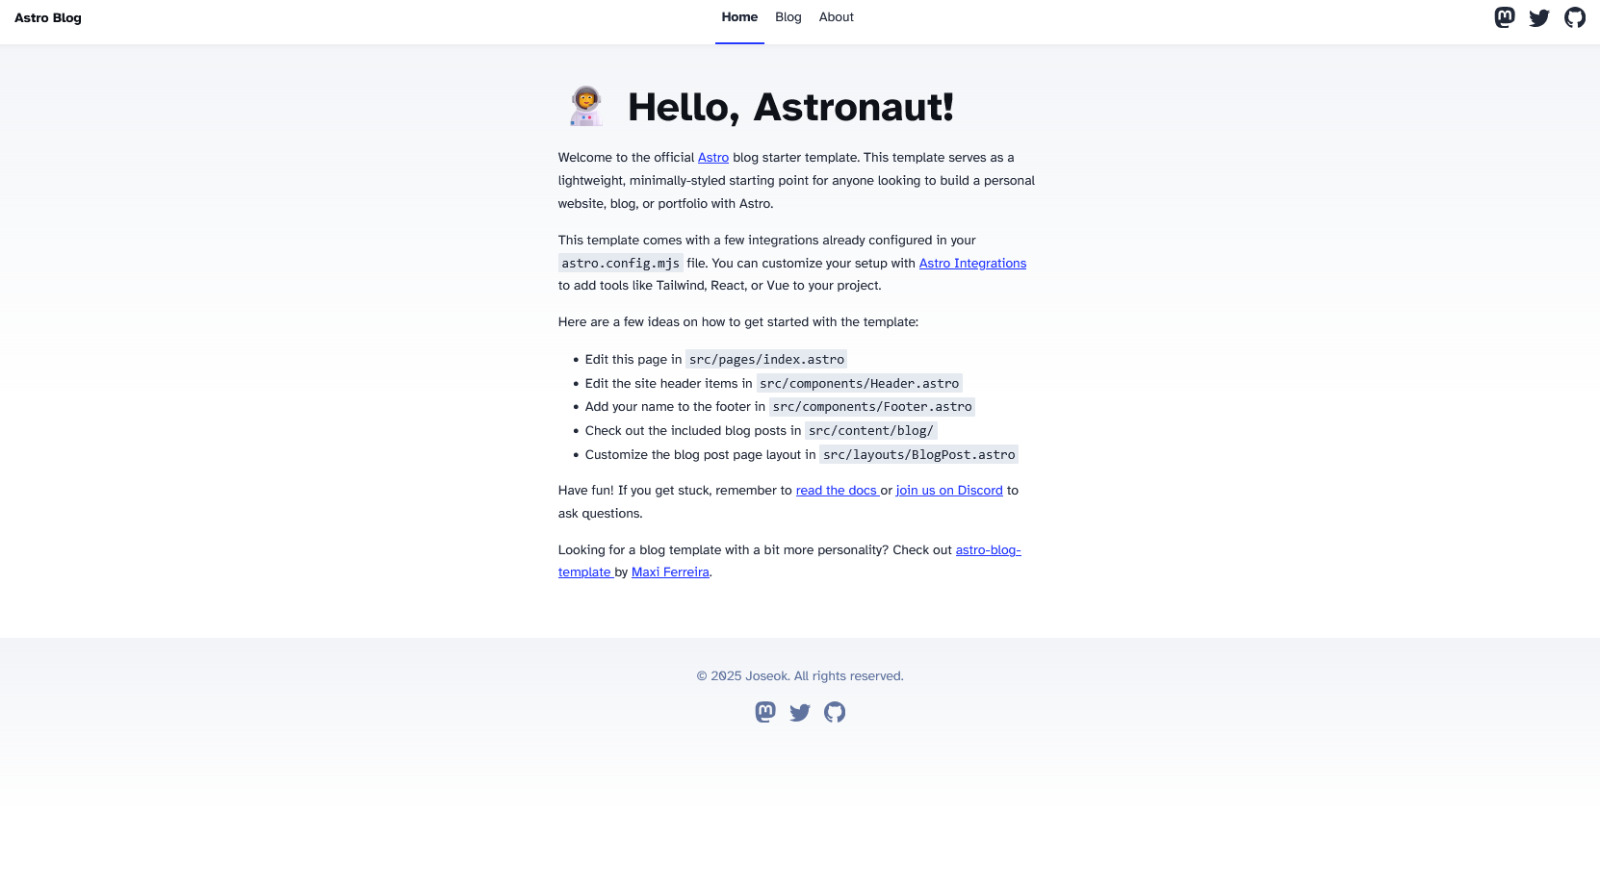 Astro Blog
Home Blog About
Hello, Astronaut!
Welcome to the official Astro blog starter template. This template serves as a
lightweight, minimally-styled starting point for anyone looking to build a personal
website, blog, or portfolio with Astro.
This template comes with a few integrations already configured in your
astro.config.mjs file. You can customize your setup with Astro Integrations
to add tools like Tailwind, React, or Vue to your project.
Here are a few ideas on how to get started with the template:
• Edit this page in src/pages/index.astro
• Edit the site header items in src/components/Header.astro
• Add your name to the footer in src/components/Footer.astro
• Check out the included blog posts in src/content/blog/
• Customize the blog post page layout in src/layouts/BlogPost.astro
Have fun! If you get stuck, remember to read the docs or join us on Discord to
ask questions.
Looking for a blog template with a bit more personality? Check out astro-blog-
template by Maxi Ferreira.
© 2025 Joseok. All rights reserved.